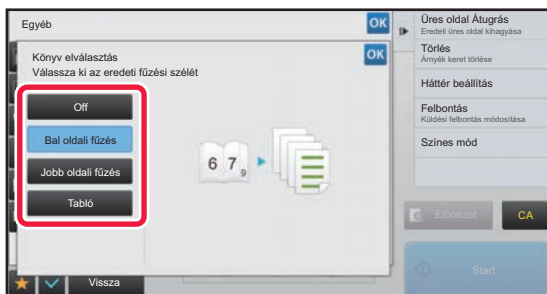 Egyéb
OK
Könyv elválasztás
Válassza ki az eredeti fűzési szélét
OK
Off
Bal oldali fűzés
Jobb oldali fűzés
Tabló
6 7 9
Vissza
Üres oldal Átugrás
Eredeti üres oldal kihagyása
Törlés
Árnyék keret törlése
Háttér beállítás
Felbontás
Küldési felbontás módosítása
Színes mód
Előnézet
CA
Start